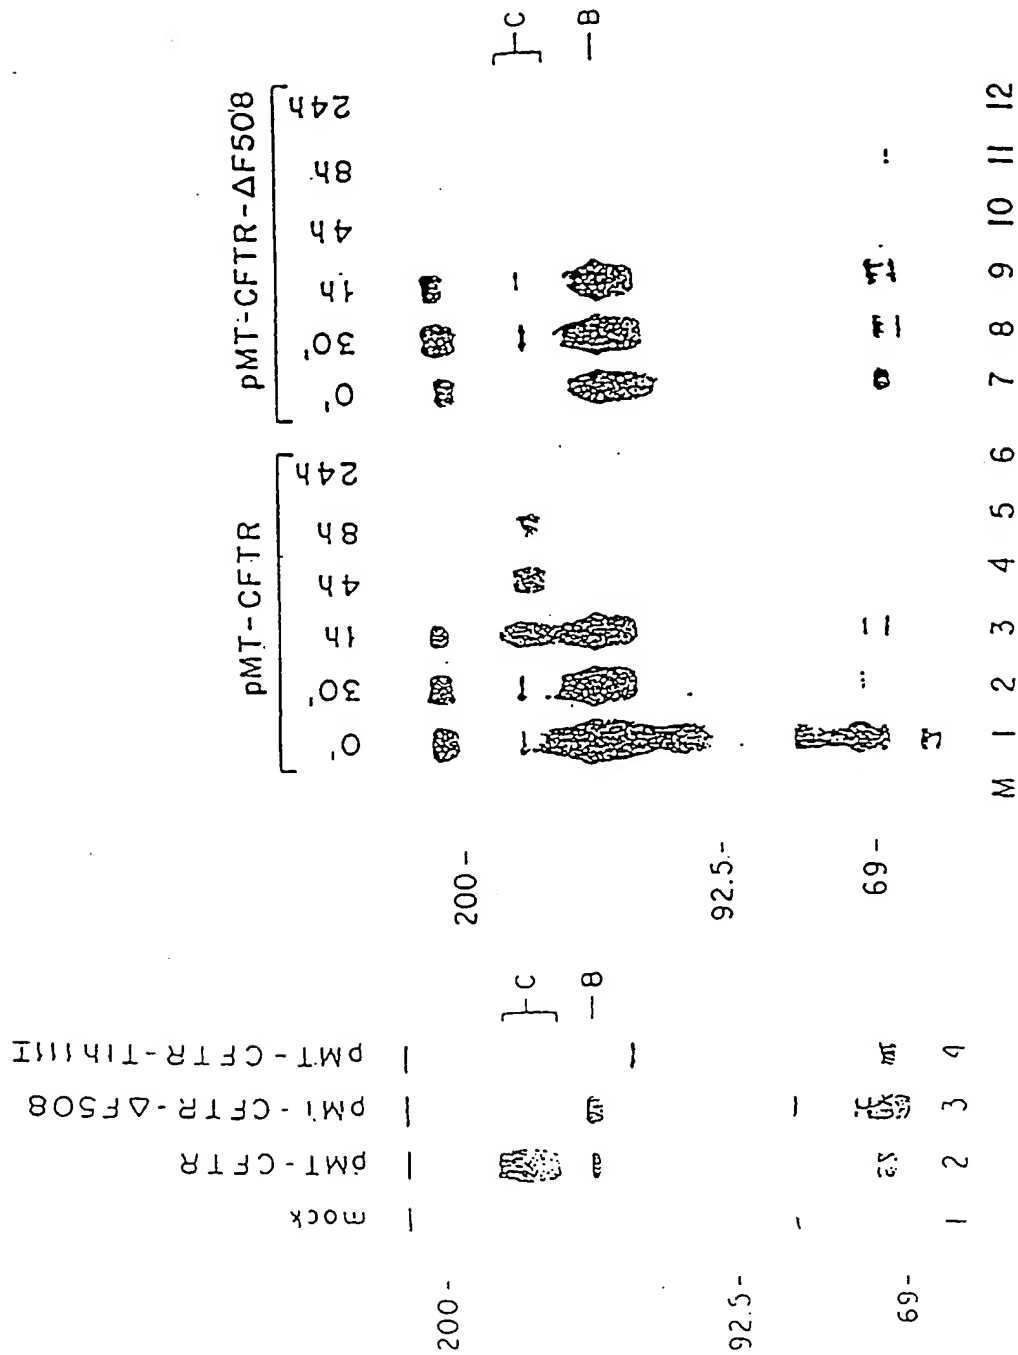 mock
pMT-CFTR
pMT-CFTR-ΔF508
pMT-CFTR-Tth111I
200-
92.5-
69-
C
B
1 2 3 4
pMT-CFTR
pMT-CFTR-ΔF508
0' 30' 1h 4h 8h 24h
0' 30' 1h 4h 8h 24h
200-
92.5-
69-
C
B
M 1 2 3 4 5 6 7 8 9 10 11 12